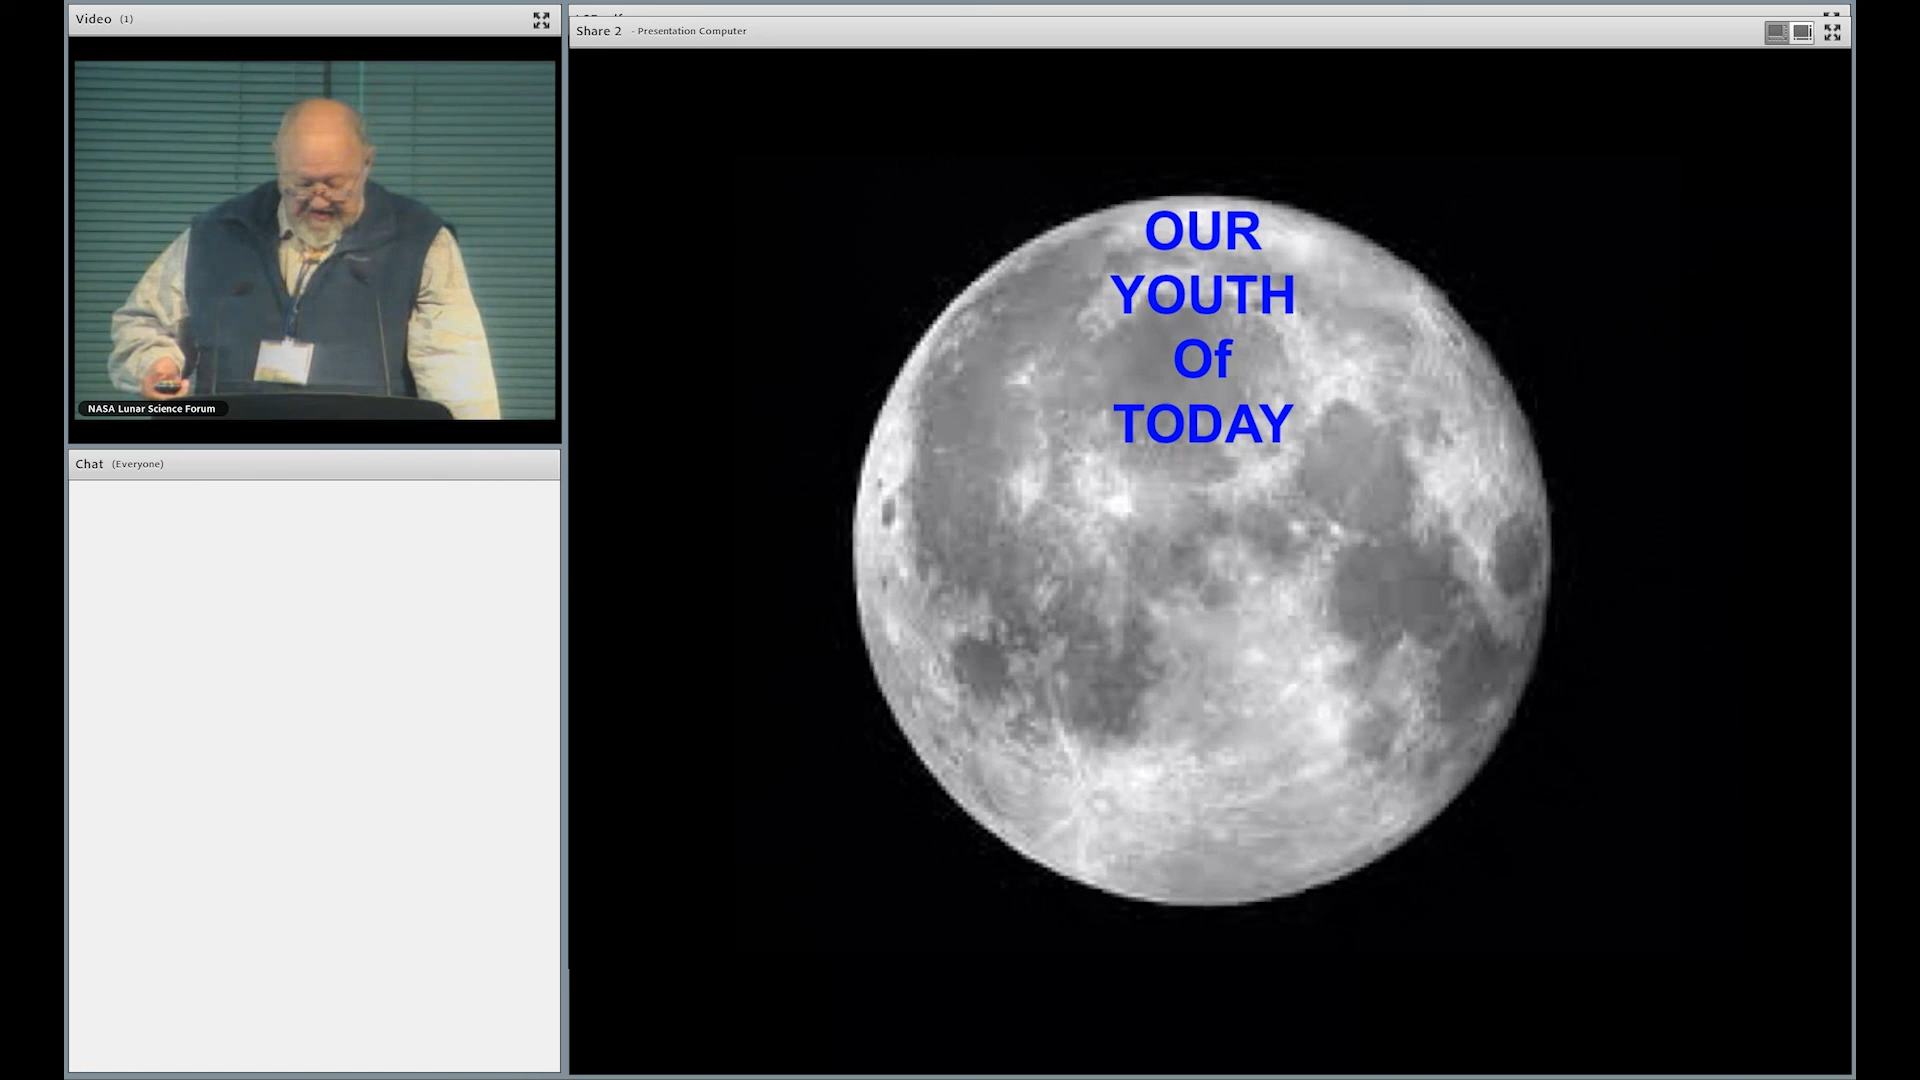 Video (1)
Share 2 - Presentation Computer
OUR
YOUTH
Of
TODAY
NASA Lunar Science Forum
Chat (Everyone)